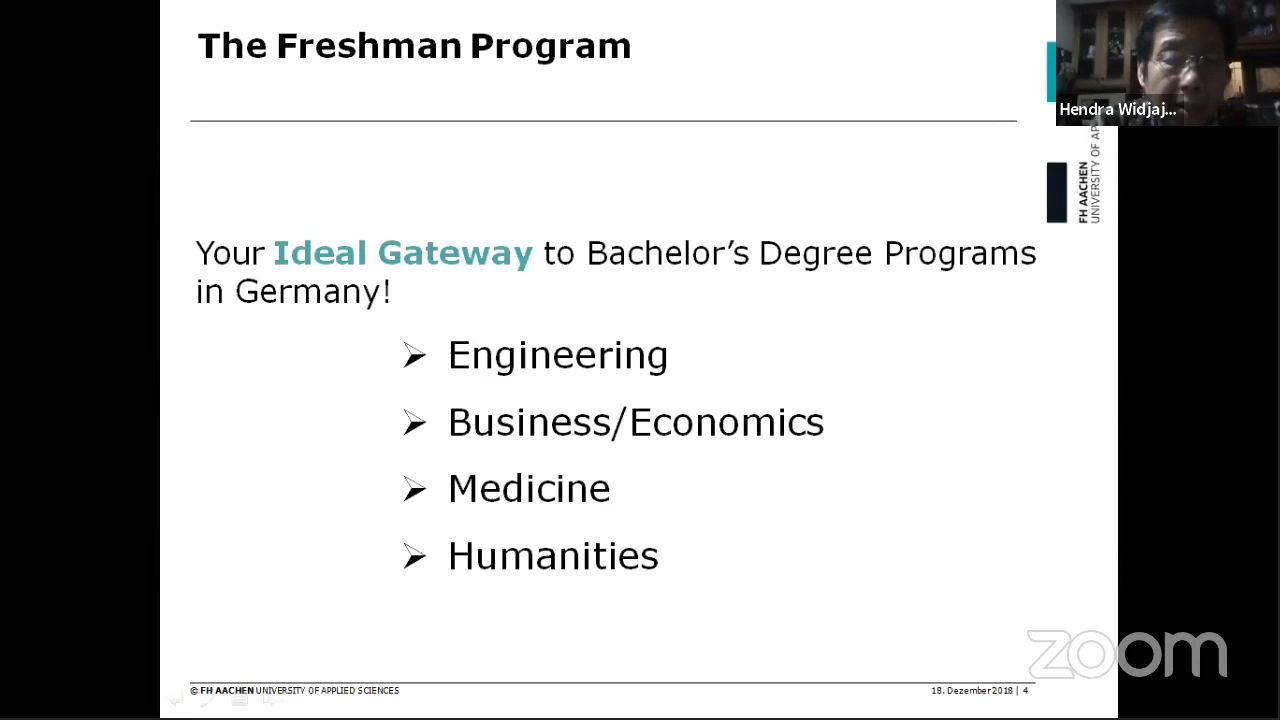 The Freshman Program
Hendra Widjaj...
FH AACHEN
UNIVERSITY OF AP
Your Ideal Gateway to Bachelor’s Degree Programs
in Germany!
➢ Engineering
➢ Business/Economics
➢ Medicine
➢ Humanities
zoom
© FH AACHEN UNIVERSITY OF APPLIED SCIENCES
18. Dezember 2018 | 4